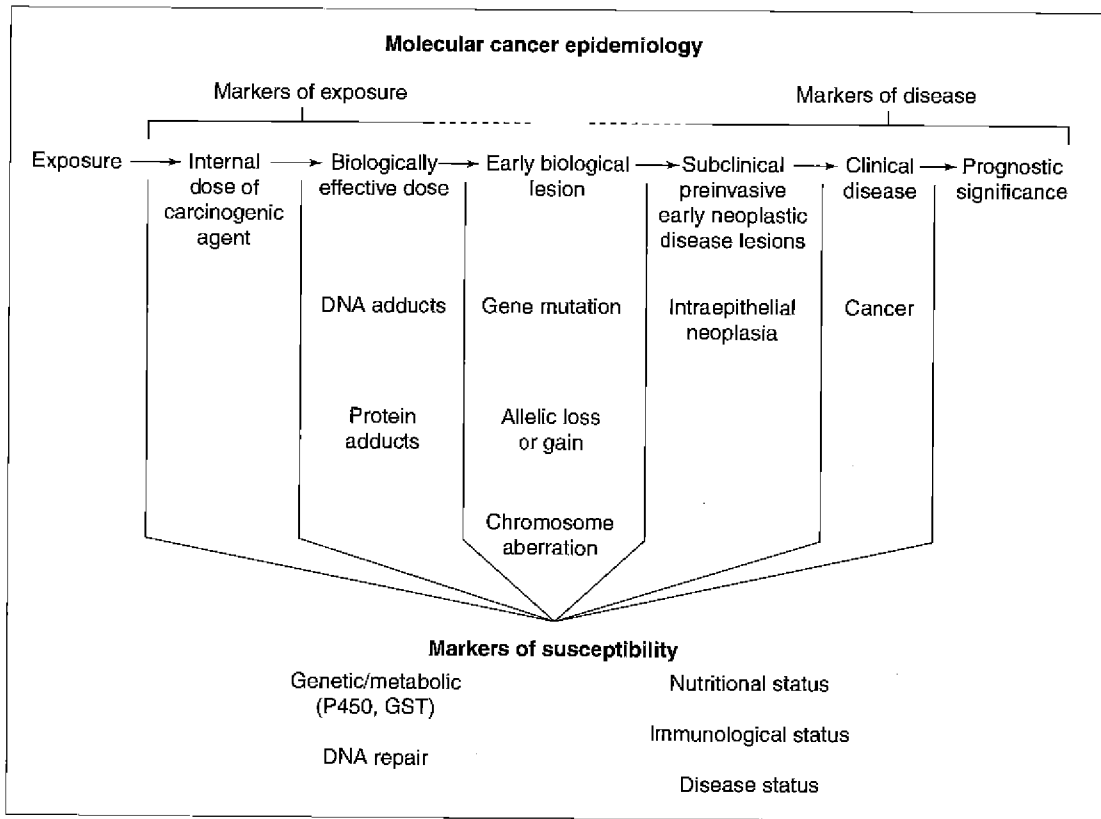 Molecular cancer epidemiology
Markers of exposure
Markers of disease
Exposure
Internal
dose of
carcinogenic
agent
Biologically
effective dose
Early biological
lesion
Subclinical
preinvasive
early neoplastic
disease lesions
Clinical
disease
Prognostic
significance
DNA adducts
Gene mutation
Intraepithelial
neoplasia
Cancer
Protein
adducts
Allelic loss
or gain
Chromosome
aberration
Markers of susceptibility
Genetic/metabolic
(P450, GST)
DNA repair
Nutritional status
Immunological status
Disease status